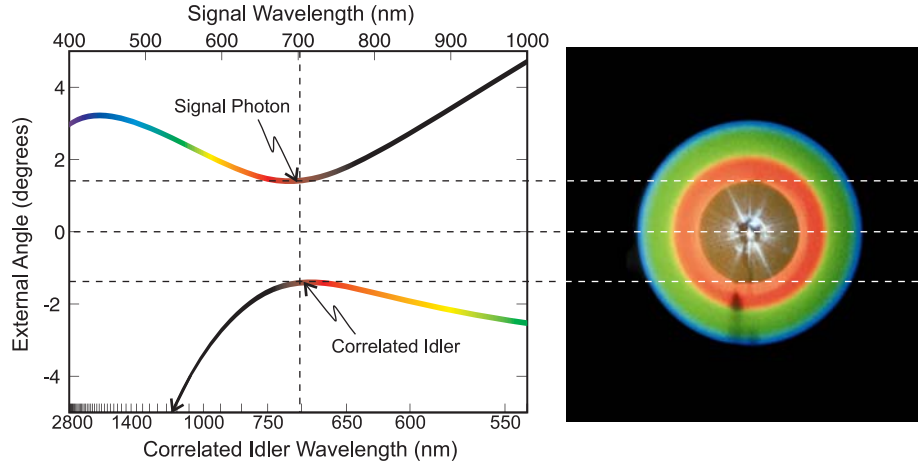 Signal Wavelength (nm)
400 500 600 700 800 900 1000
External Angle (degrees)
4
2
0
-2
-4
Signal Photon
Correlated Idler
2800 1400 1000 750 650 600 550
Correlated Idler Wavelength (nm)